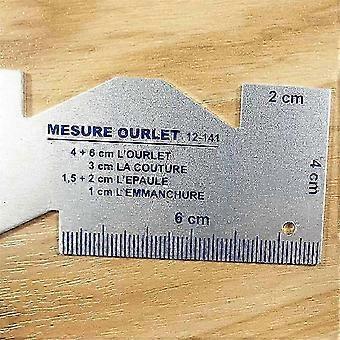 2 cm
MESURE OURLET 12-141
4 + 6 cm L'OURLET
3 cm LA COUTURE
1,5 + 2 cm L'EPAULE
1 cm L'EMMANCHURE
4 cm
6 cm